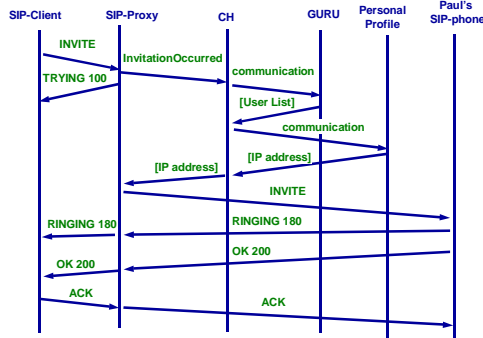 SIP-Client
SIP-Proxy
CH
GURU
Personal
Profile
Paul's
SIP-phone
INVITE
InvitationOccurred
TRYING 100
communication
[User List]
communication
[IP address]
[IP address]
INVITE
RINGING 180
RINGING 180
OK 200
OK 200
ACK
ACK